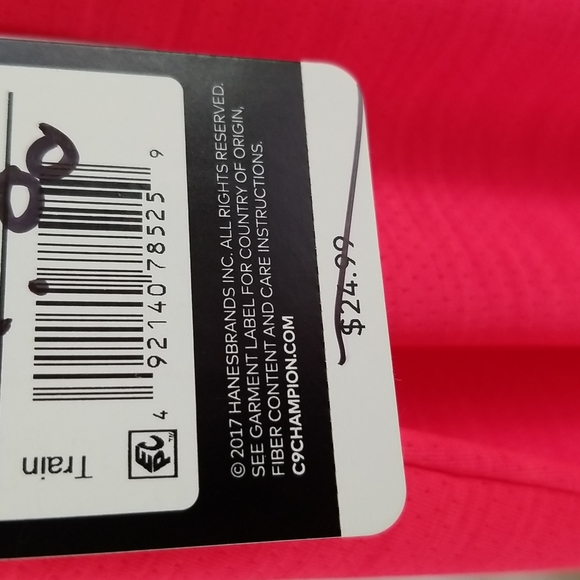 Train
EPC™
4 92140 78525 9
© 2017 HANESBRANDS INC. ALL RIGHTS RESERVED.
SEE GARMENT LABEL FOR COUNTRY OF ORIGIN,
FIBER CONTENT AND CARE INSTRUCTIONS.
C9CHAMPION.COM
$24.99